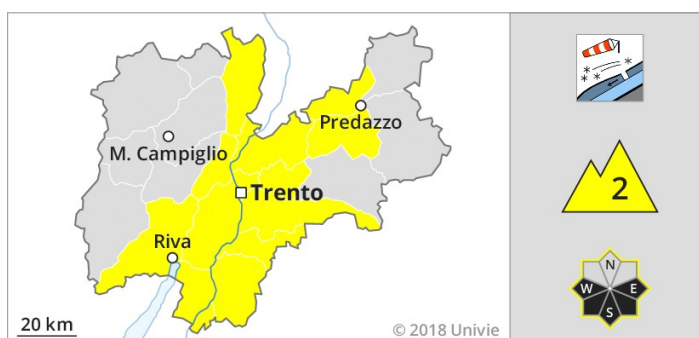 Predazzo
M. Campiglio
Trento
Riva
20 km
© 2018 Univie
2
N
W E
S